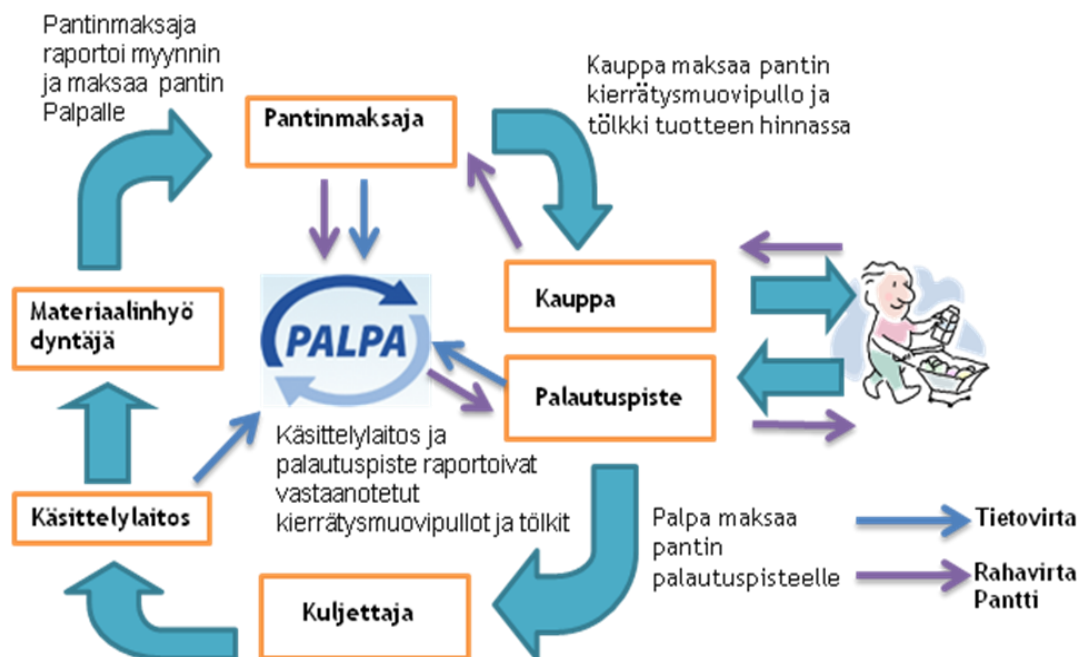 Pantinmaksaja
raportoi myynnin
ja maksaa pantin
Palpalle
Pantinmaksaja
Kauppa maksaa pantin
kierrätysmuovipullo ja
tölkki tuotteen hinnassa
Materiaalinhyö
dyntäjä
PALPA
Kauppa
Palautuspiste
Käsittelylaitos ja
palautuspiste raportoivat
vastaanotetut
kierrätysmuovipullot ja tölkit
Käsittelylaitos
Kuljettaja
Palpa maksaa
pantin
palautuspisteelle
Tietovirta
Rahavirta
Pantti